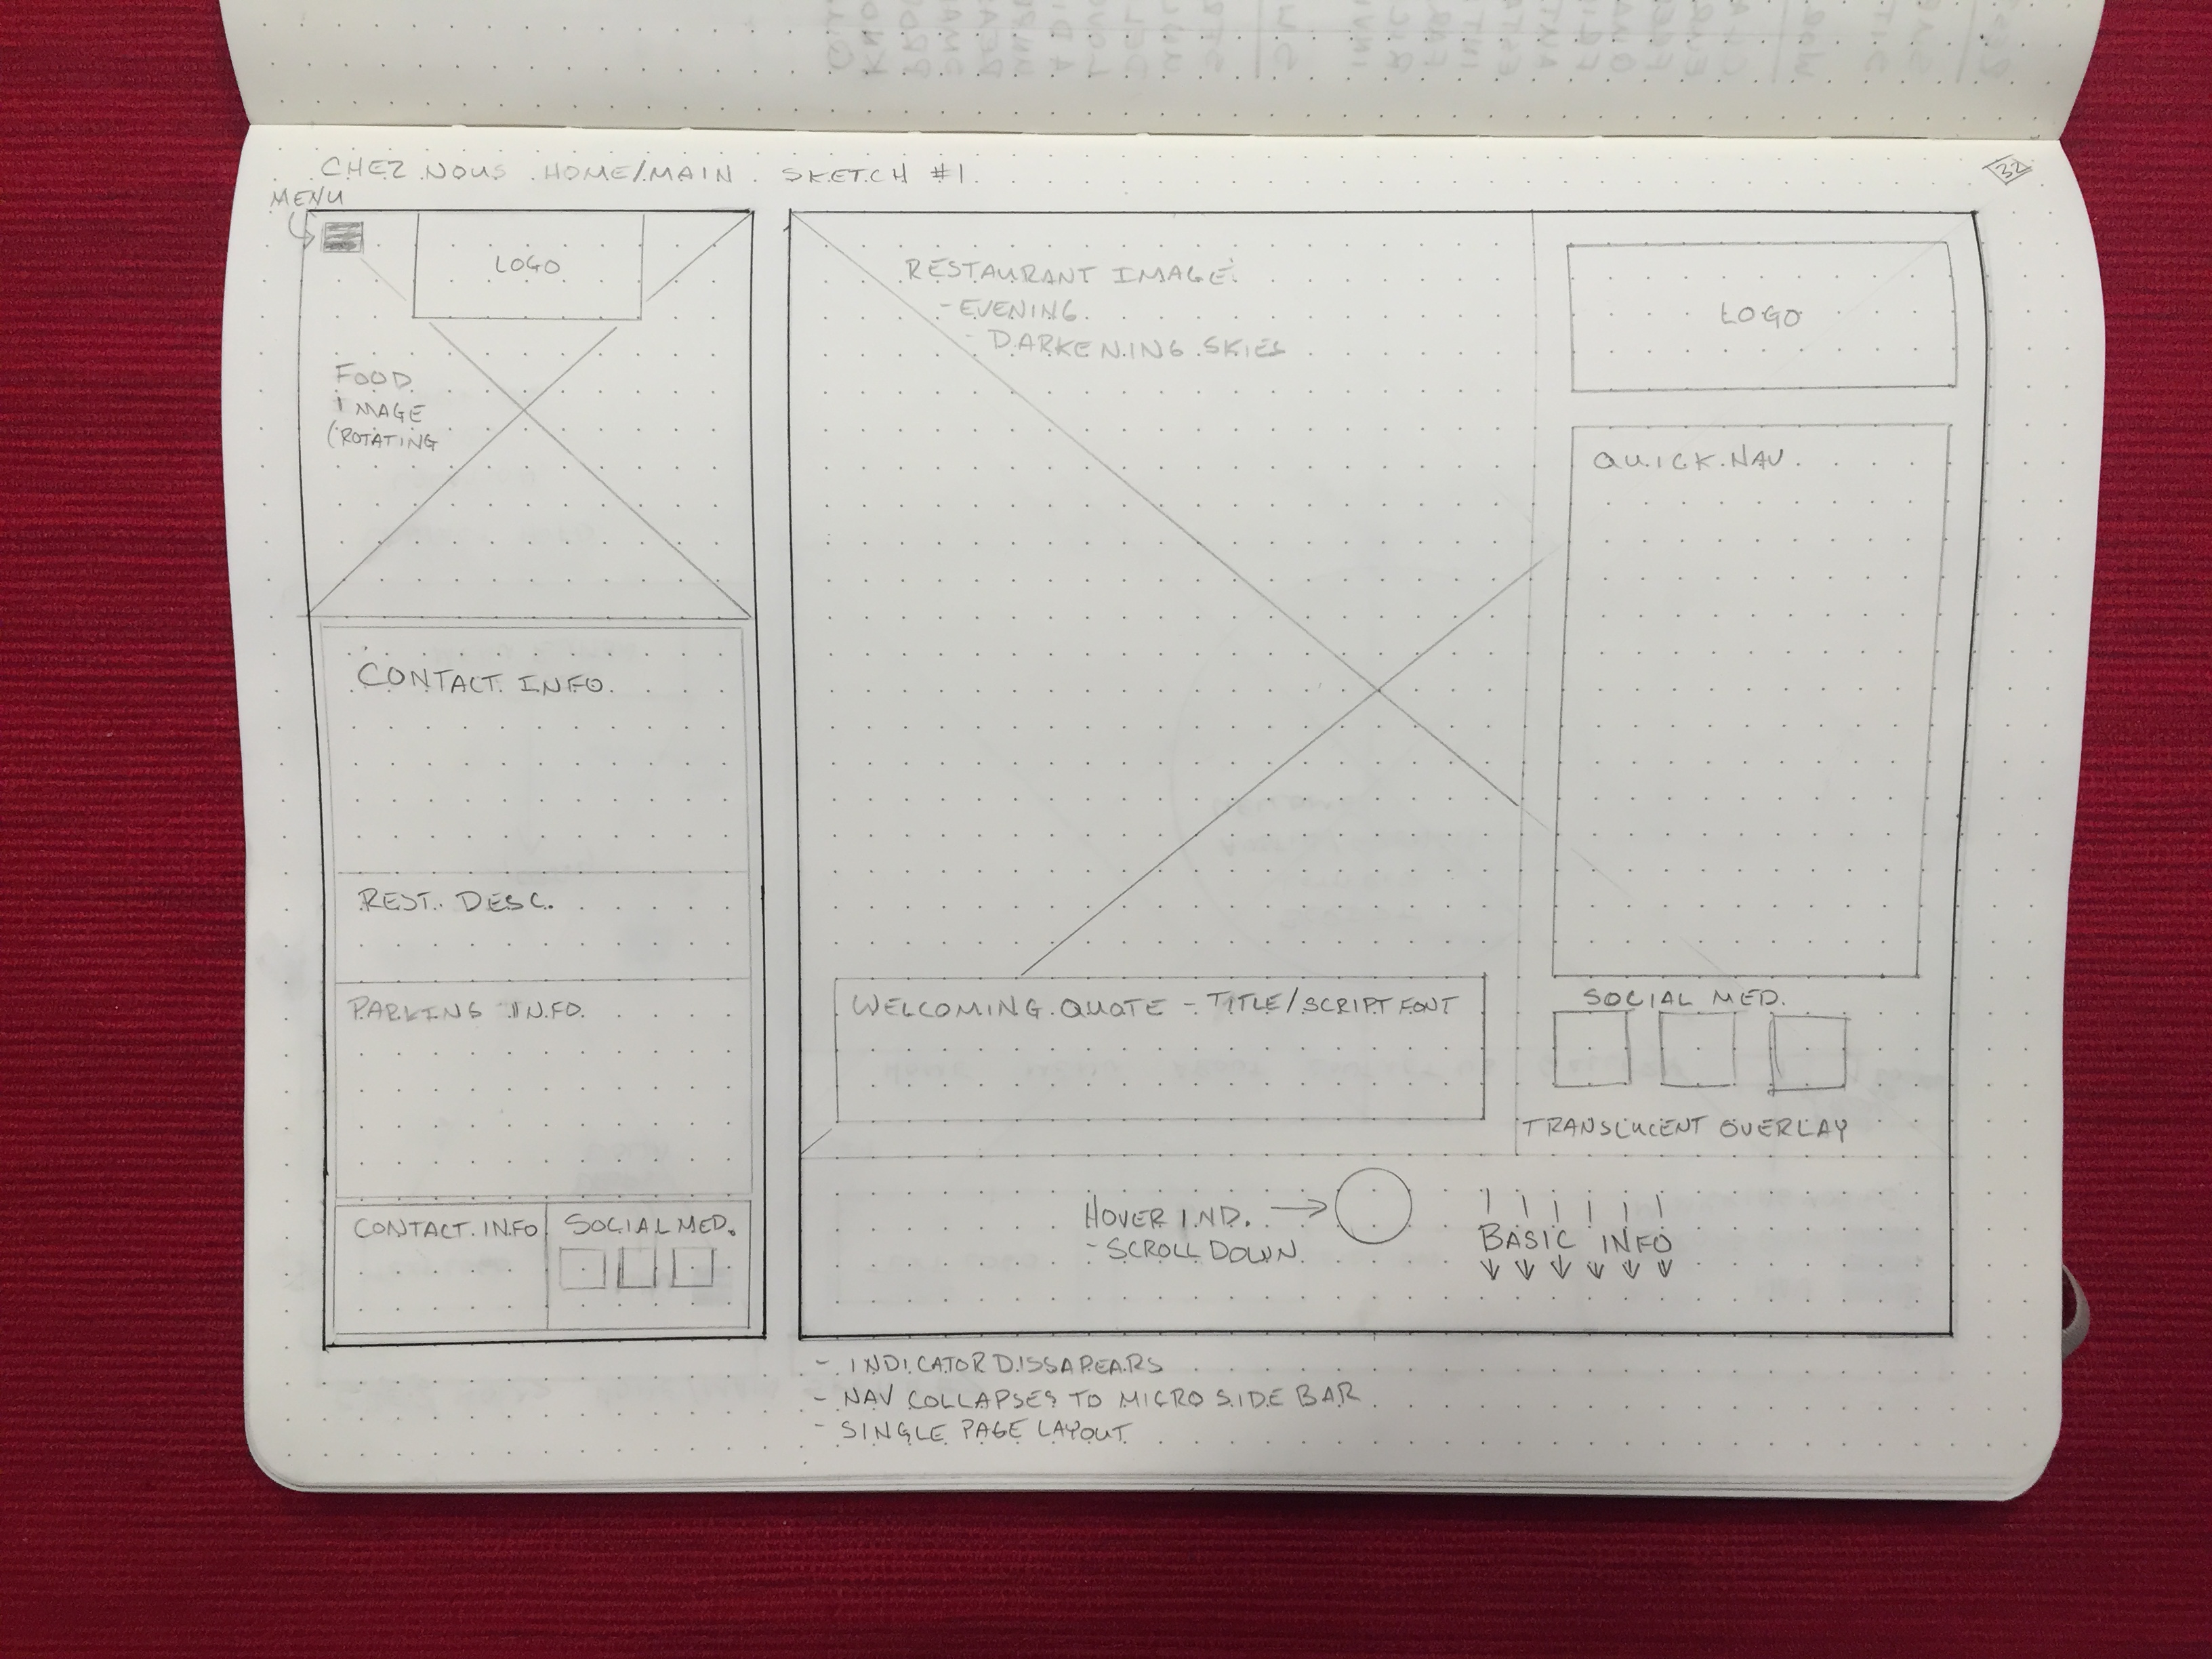 CHEZ NOUS HOME/MAIN SKETCH #1
32
MENU
LOGO
FOOD
IMAGE
(ROTATING
CONTACT INFO.
REST. DESC.
PARKING INFO.
CONTACT INFO
SOCIAL MED.
RESTAURANT IMAGE
- EVENING
- DARKENING SKIES
WELCOMING QUOTE - TITLE/SCRIPT FONT
HOVER IND.
- SCROLL DOWN
LOGO
QUICK NAV
SOCIAL MED.
TRANSLUCENT OVERLAY
BASIC INFO
- INDICATOR DISSAPEARS
- NAV COLLAPSES TO MICRO SIDE BAR
- SINGLE PAGE LAYOUT